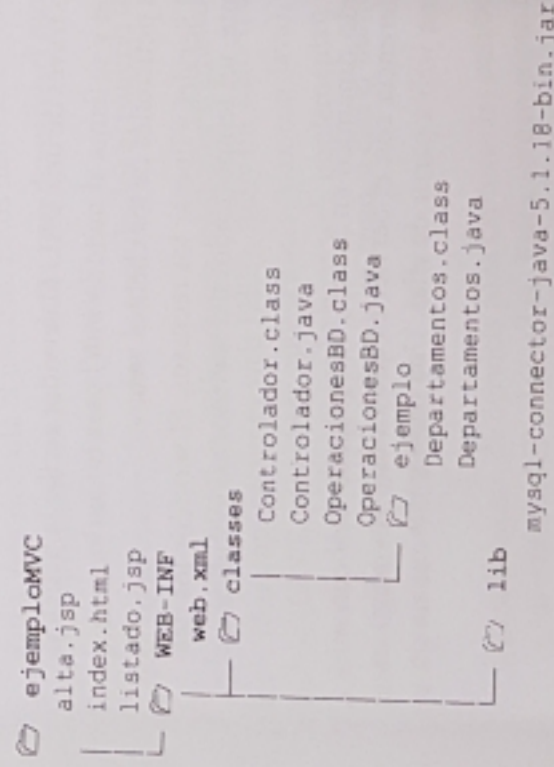 ejemploMVC
alta.jsp
index.html
listado.jsp
WEB-INF
web.xml
classes
Controlador.class
Controlador.java
OperacionesBD.class
OperacionesBD.java
ejemplo
Departamentos.class
Departamentos.java
lib
mysql-connector-java-5.1.18-bin.jar